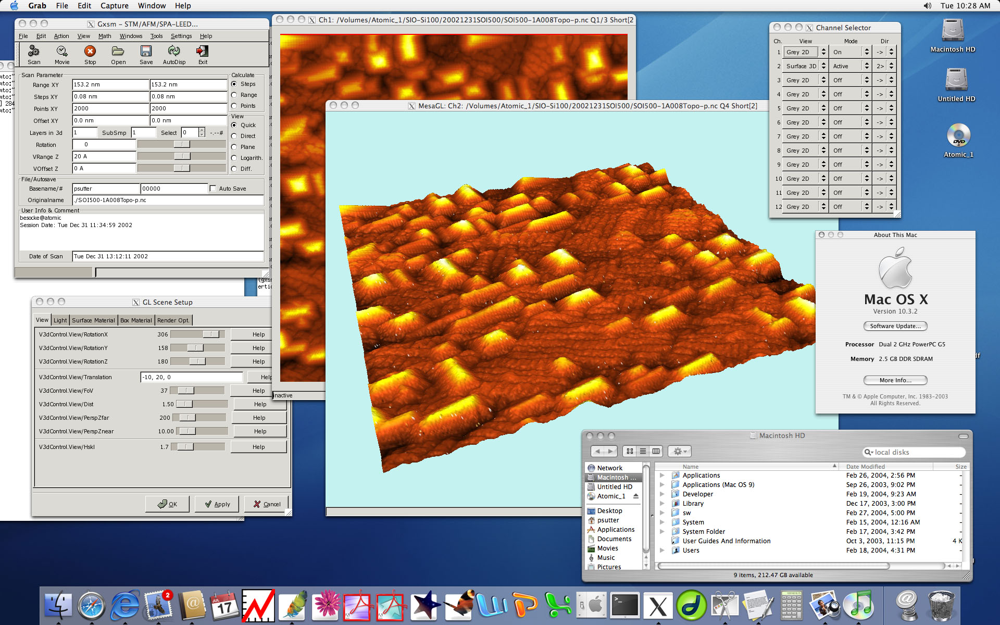 Grab File Edit Capture Window Help
Tue 10:28 AM
Gxsm - STM/AFM/SPA-LEED...
File Edit Action View Math Windows Tools Settings Help
Scan Movie Stop Open Save AutoDisp Exit
Scan Parameter
Range XY 153.2 nm 153.2 nm
Steps XY 0.08 nm 0.08 nm
Points XY 2000 2000
Offset XY 0.0 nm 0.0 nm
Layers in 3d 1 SubSmp 1 Select 0 -.--#
Rotation 0
VRange Z 20 A
VOffset Z 0 A
Calculate
Steps
Range
Points
View
Quick
Direct
Plane
Logarith.
Diff.
File/Autosave
Basename/# psutter 00000 Auto Save
Originalname ./SOI500-1A008Topo-p.nc
User Info & Comment
besocke@atomic
Session Date: Tue Dec 31 11:34:59 2002
Date of Scan Tue Dec 31 13:12:11 2002
mto:~
mto:~
mto:~
] 284
mto:~
(gxsm
ertic
GL Scene Setup
View Light Surface Material Box Material Render Opt.
V3dControl.View/RotationX 306 Help
V3dControl.View/RotationY 158 Help
V3dControl.View/RotationZ 180 Help
V3dControl.View/Translation -10, 20, 0 Help
V3dControl.View/FoV 37 Help
V3dControl.View/Dist 1.50 Help
V3dControl.View/PerspZfar 200 Help
V3dControl.View/PerspZnear 10.00 Help
V3dControl.View/Hskl 1.7 Help
OK Apply Cancel
Ch1: /Volumes/Atomic_1/SIO-Si100/20021231SOI500/SOI500-1A008Topo-p.nc Q1/3 Short[2
inactive
MesaGL: Ch2: /Volumes/Atomic_1/SIO-Si100/20021231SOI500/SOI500-1A008Topo-p.nc Q4 Short[2]
Channel Selector
Ch. View Mode Dir
1 Grey 2D On ->
2 Surface 3D Active 2>
3 Grey 2D Off ->
4 Grey 2D Off ->
5 Grey 2D Off ->
6 Grey 2D Off ->
7 Grey 2D Off ->
8 Grey 2D Off ->
9 Grey 2D Off ->
10 Grey 2D Off ->
11 Grey 2D Off ->
12 Grey 2D Off ->
Macintosh HD
Untitled HD
DVD
Atomic_1
About This Mac
Mac OS X
Version 10.3.2
Software Update...
Processor Dual 2 GHz PowerPC G5
Memory 2.5 GB DDR SDRAM
More Info...
TM & © Apple Computer, Inc. 1983-2003
All Rights Reserved.
df
Macintosh HD
local disks
Network
Macintosh ...
Untitled HD
Atomic_1
Desktop
psutter
Applications
Documents
Movies
Music
Pictures
Name Date Modified Size
Applications Feb 26, 2004, 2:56 PM -
Applications (Mac OS 9) Sep 26, 2003, 9:02 PM -
Developer Feb 19, 2004, 9:23 AM -
Library Dec 17, 2003, 3:00 PM -
sw Feb 27, 2004, 5:00 PM -
System Feb 15, 2004, 12:16 AM -
System Folder Feb 17, 2004, 3:42 PM -
User Guides And Information Oct 3, 2003, 11:15 PM 4 K
Users Feb 18, 2004, 4:31 PM -
9 items, 212.47 GB available
2
JUL
17